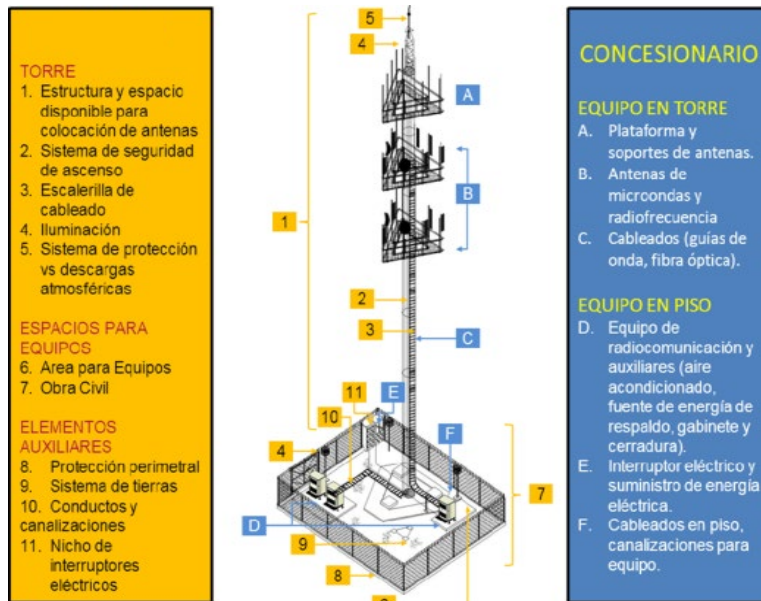 TORRE
1. Estructura y espacio
disponible para
colocación de antenas
2. Sistema de seguridad
de ascenso
3. Escalerilla de
cableado
4. Iluminación
5. Sistema de protección
vs descargas
atmosféricas
ESPACIOS PARA
EQUIPOS
6. Area para Equipos
7. Obra Civil
ELEMENTOS
AUXILIARES
8. Protección perimetral
9. Sistema de tierras
10. Conductos y
canalizaciones
11. Nicho de
interruptores
eléctricos
5
4
A
B
1
2
3
C
11
E
10
F
4
7
D
9
8
CONCESIONARIO
EQUIPO EN TORRE
A. Plataforma y
soportes de antenas.
B. Antenas de
microondas y
radiofrecuencia
C. Cableados (guías de
onda, fibra óptica).
EQUIPO EN PISO
D. Equipo de
radiocomunicación y
auxiliares (aire
acondicionado,
fuente de energía de
respaldo, gabinete y
cerradura).
E. Interruptor eléctrico y
suministro de energía
eléctrica.
F. Cableados en piso,
canalizaciones para
equipo.